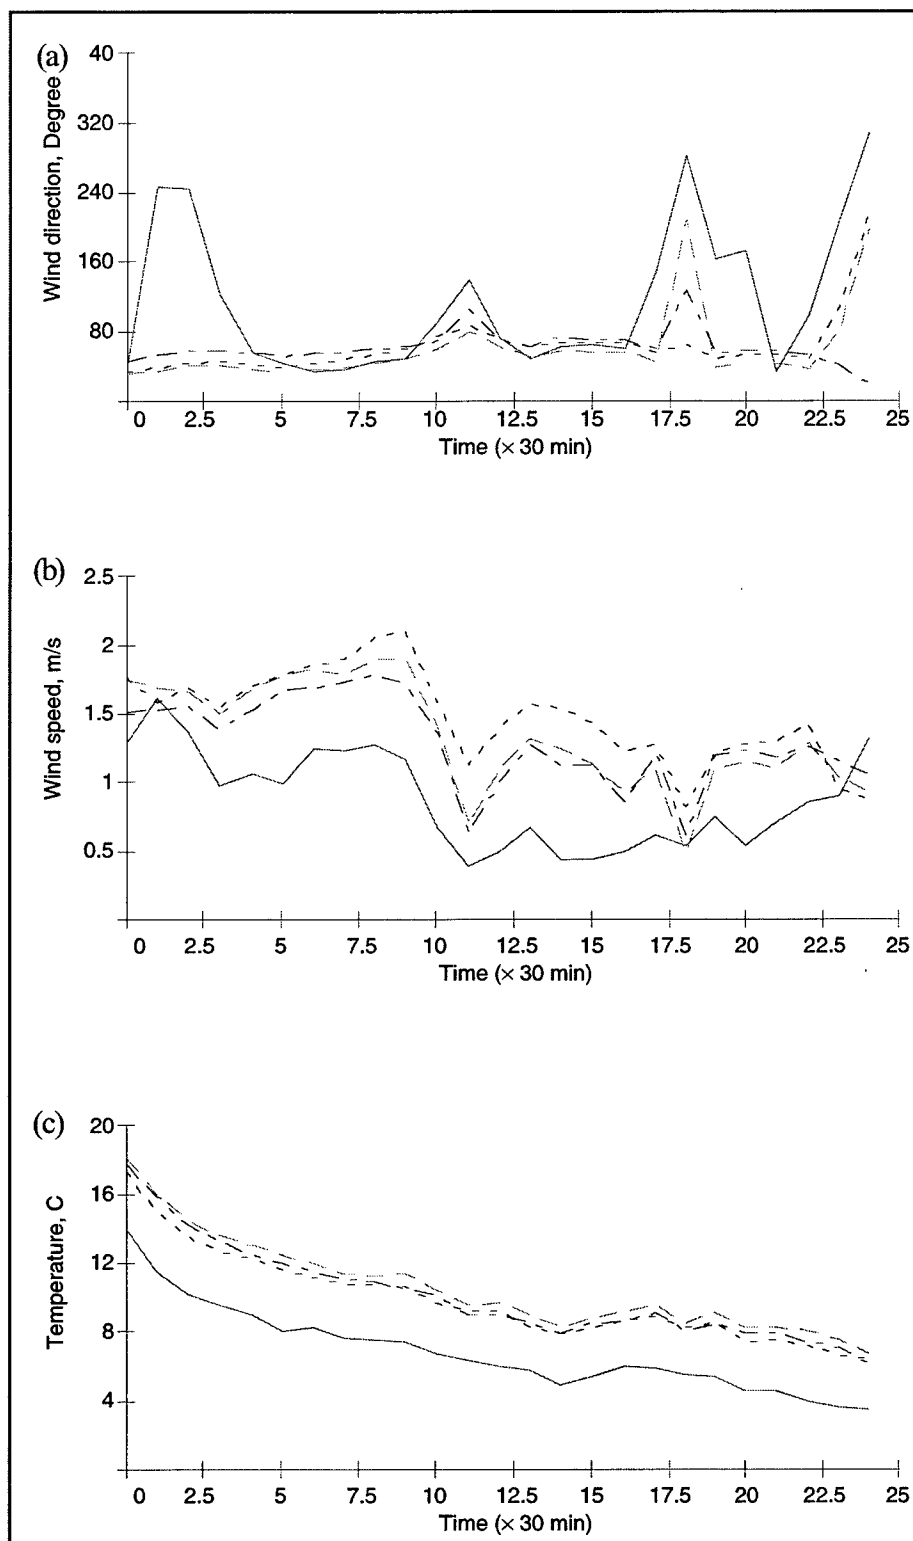 (a)
Wind direction, Degree
40
320
240
160
80
0 2.5 5 7.5 10 12.5 15 17.5 20 22.5 25
Time (× 30 min)
(b)
Wind speed, m/s
2.5
2
1.5
1
0.5
0 2.5 5 7.5 10 12.5 15 17.5 20 22.5 25
Time (× 30 min)
(c)
Temperature, C
20
16
12
8
4
0 2.5 5 7.5 10 12.5 15 17.5 20 22.5 25
Time (× 30 min)